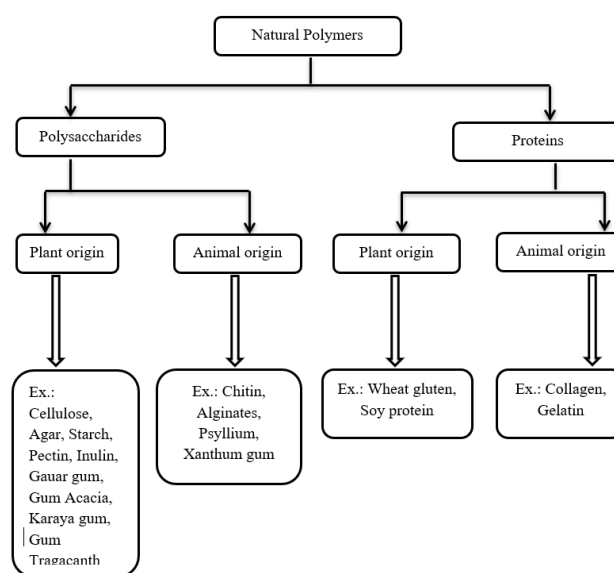 Natural Polymers
Polysaccharides
Proteins
Plant origin
Animal origin
Plant origin
Animal origin
Ex.:
Cellulose,
Agar, Starch,
Pectin, Inulin,
Gauar gum,
Gum Acacia,
Karaya gum,
Gum
Tragacanth
Ex.: Chitin,
Alginates,
Psyllium,
Xanthum gum
Ex.: Wheat gluten,
Soy protein
Ex.: Collagen,
Gelatin